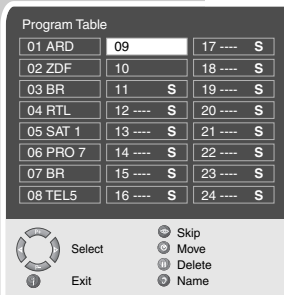 Program Table
01 ARD 09 17 ---- S
02 ZDF 10 18 ---- S
03 BR 11 S 19 ---- S
04 RTL 12 ---- S 20 ---- S
05 SAT 1 13 ---- S 21 ---- S
06 PRO 7 14 ---- S 22 ---- S
07 BR 15 ---- S 23 ---- S
08 TEL5 16 ---- S 24 ---- S
Skip
Select Move
Delete
Exit Name